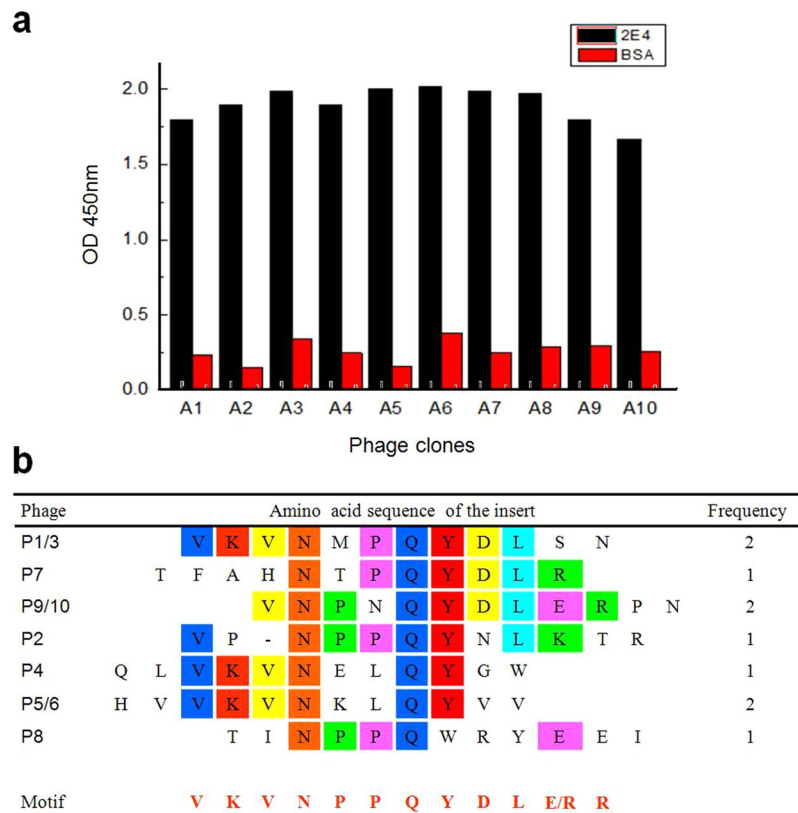 a
2E4
BSA
2.0
1.5
1.0
0.5
0.0
OD 450nm
A1 A2 A3 A4 A5 A6 A7 A8 A9 A10
Phage clones
b
Phage Amino acid sequence of the insert Frequency
P1/3 V K V N M P Q Y D L S N 2
P7 T F A H N T P Q Y D L R 1
P9/10 V N P N Q Y D L E R P N 2
P2 V P - N P P Q Y N L K T R 1
P4 Q L V K V N E L Q Y G W 1
P5/6 H V V K V N K L Q Y V V 2
P8 T I N P P Q W R Y E E I 1
Motif V K V N P P Q Y D L E/R R